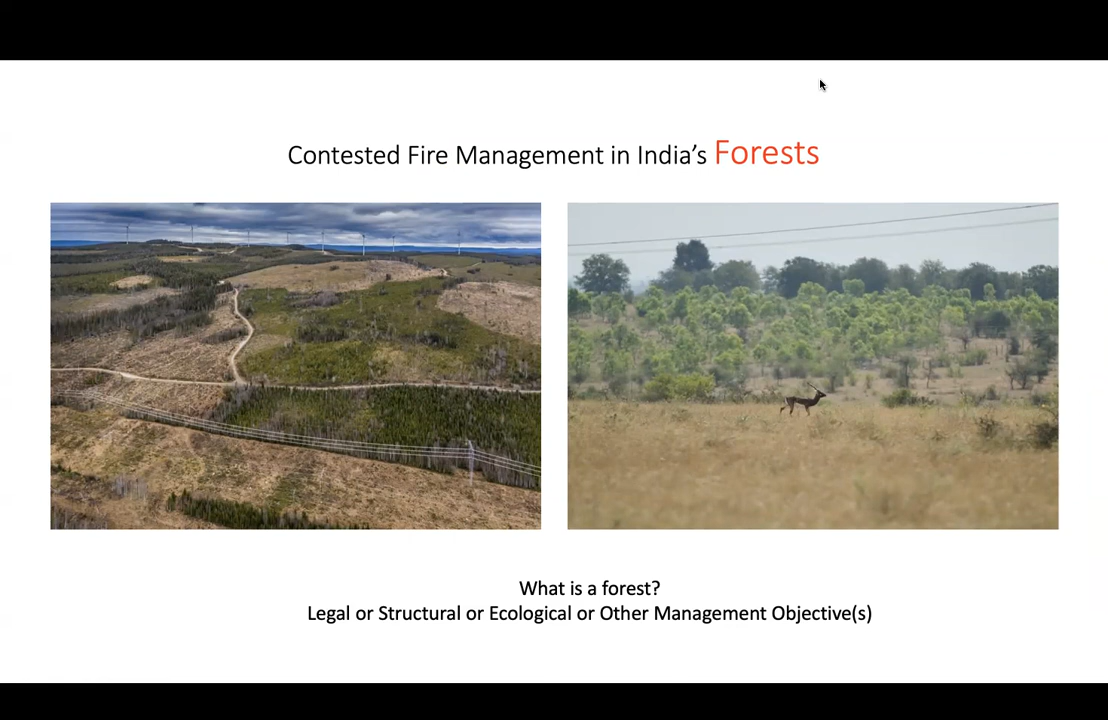 Contested Fire Management in India’s Forests
What is a forest?
Legal or Structural or Ecological or Other Management Objective(s)